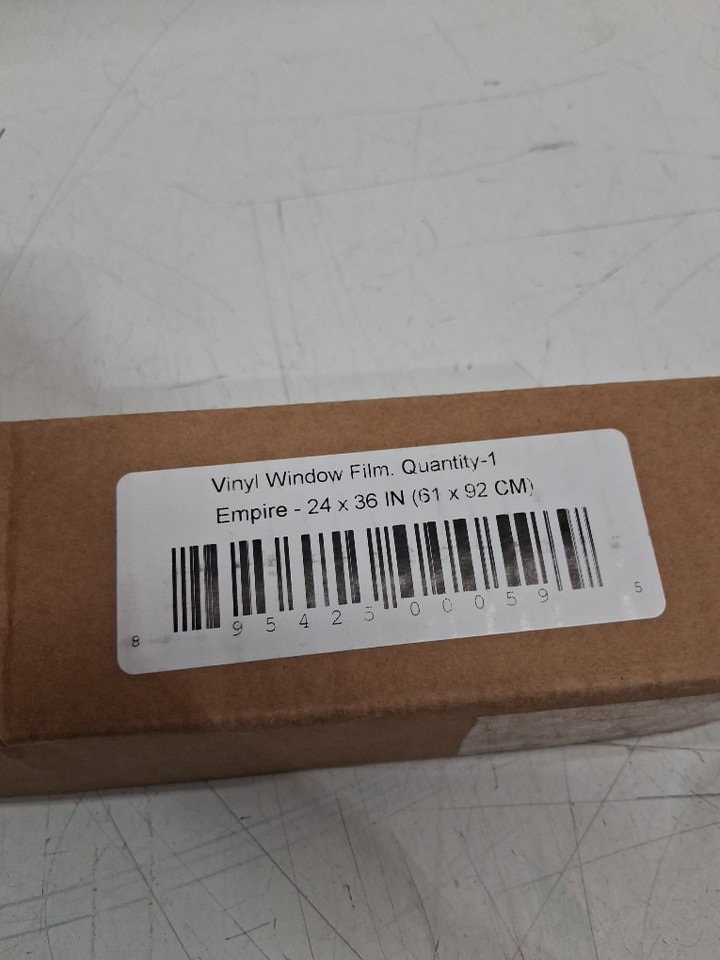 Vinyl Window Film. Quantity-1
Empire - 24 x 36 IN (61 x 92 CM)
8 95425 00059 5